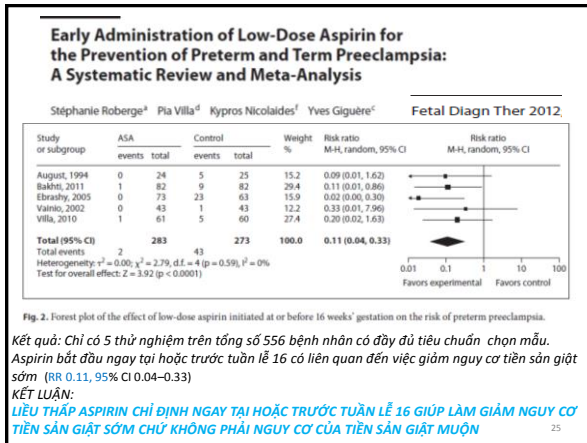 Early Administration of Low-Dose Aspirin for
the Prevention of Preterm and Term Preeclampsia:
A Systematic Review and Meta-Analysis
Stéphanie Robergeᵃ Pia Villaᵈ Kypros Nicolaidesᶠ Yves Giguèreᶜ Fetal Diagn Ther 2012
Study or subgroup ASA events ASA total Control events Control total Weight % Risk ratio M-H, random, 95% CI Risk ratio M-H, random, 95% CI
August, 1994 0 24 5 25 15.2 0.09 (0.01, 1.62)
Bakhti, 2011 1 82 9 82 29.4 0.11 (0.01, 0.86)
Ebrashy, 2005 0 73 23 63 15.9 0.02 (0.00, 0.30)
Vainio, 2002 0 43 1 43 12.2 0.33 (0.01, 7.96)
Villa, 2010 1 61 5 60 27.4 0.20 (0.02, 1.63)
Total (95% CI) 283 273 100.0 0.11 (0.04, 0.33)
Total events 2 43
Heterogeneity: τ² = 0.00; χ² = 2.79, d.f. = 4 (p = 0.59), I² = 0%
Test for overall effect: Z = 3.92 (p < 0.0001)
0.01 0.1 1 10 100
Favors experimental Favors control
Fig. 2. Forest plot of the effect of low-dose aspirin initiated at or before 16 weeks' gestation on the risk of preterm preeclampsia.
Kết quả: Chỉ có 5 thử nghiệm trên tổng số 556 bệnh nhân có đầy đủ tiêu chuẩn chọn mẫu.
Aspirin bắt đầu ngay tại hoặc trước tuần lễ 16 có liên quan đến việc giảm nguy cơ tiền sản giật
sớm (RR 0.11, 95% CI 0.04–0.33)
KẾT LUẬN:
LIỀU THẤP ASPIRIN CHỈ ĐỊNH NGAY TẠI HOẶC TRƯỚC TUẦN LỄ 16 GIÚP LÀM GIẢM NGUY CƠ
TIỀN SẢN GIẬT SỚM CHỨ KHÔNG PHẢI NGUY CƠ CỦA TIỀN SẢN GIẬT MUỘN
25